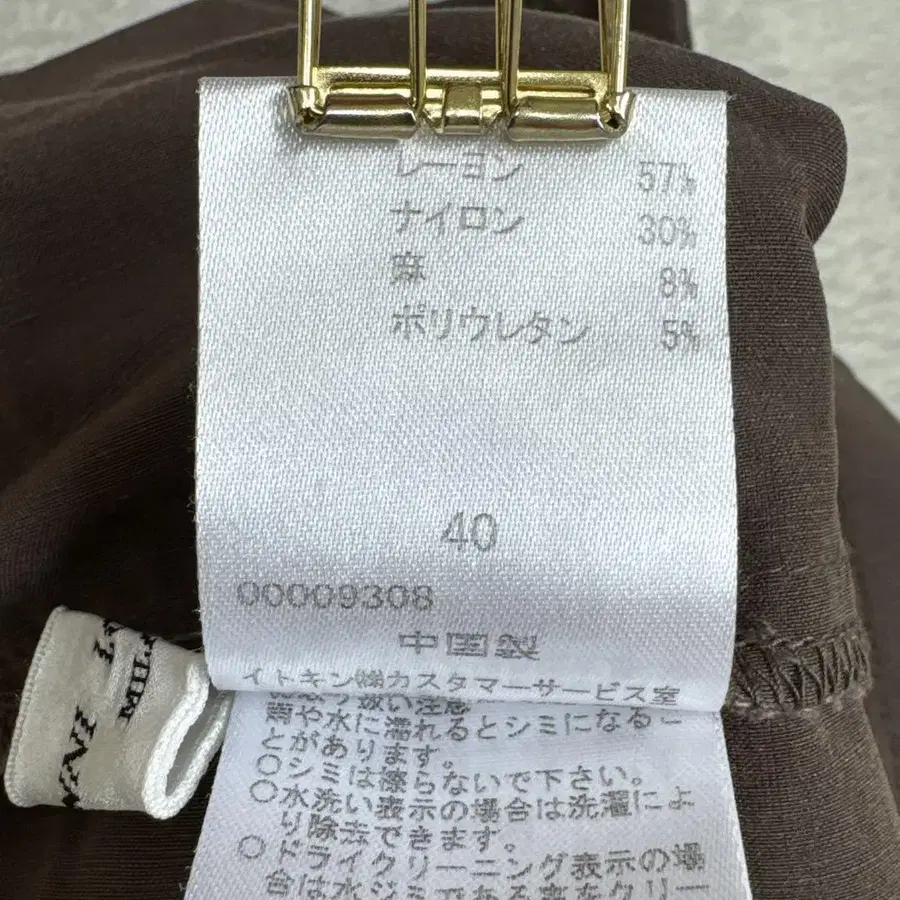 レーヨン 57%
ナイロン 30%
麻 8%
ポリウレタン 5%
40
00009308
中国製
イトキン㈱カスタマーサービス室
扱い注意
雨や水に濡れるとシミになるこ
とがあります。
○シミは擦らないで下さい。
○水洗い表示の場合は洗濯によ
り除去できます。
○ドライクリーニング表示の場
合は水ジミである事をクリー